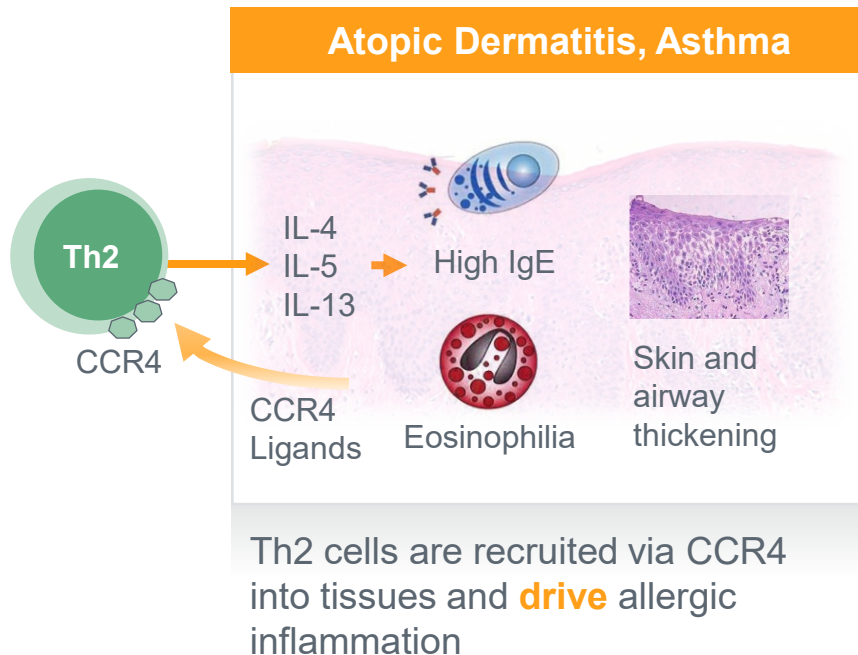 Atopic Dermatitis, Asthma
Th2
CCR4
IL-4
IL-5
IL-13
High IgE
CCR4
Ligands
Eosinophilia
Skin and
airway
thickening
Th2 cells are recruited via CCR4
into tissues and drive allergic
inflammation